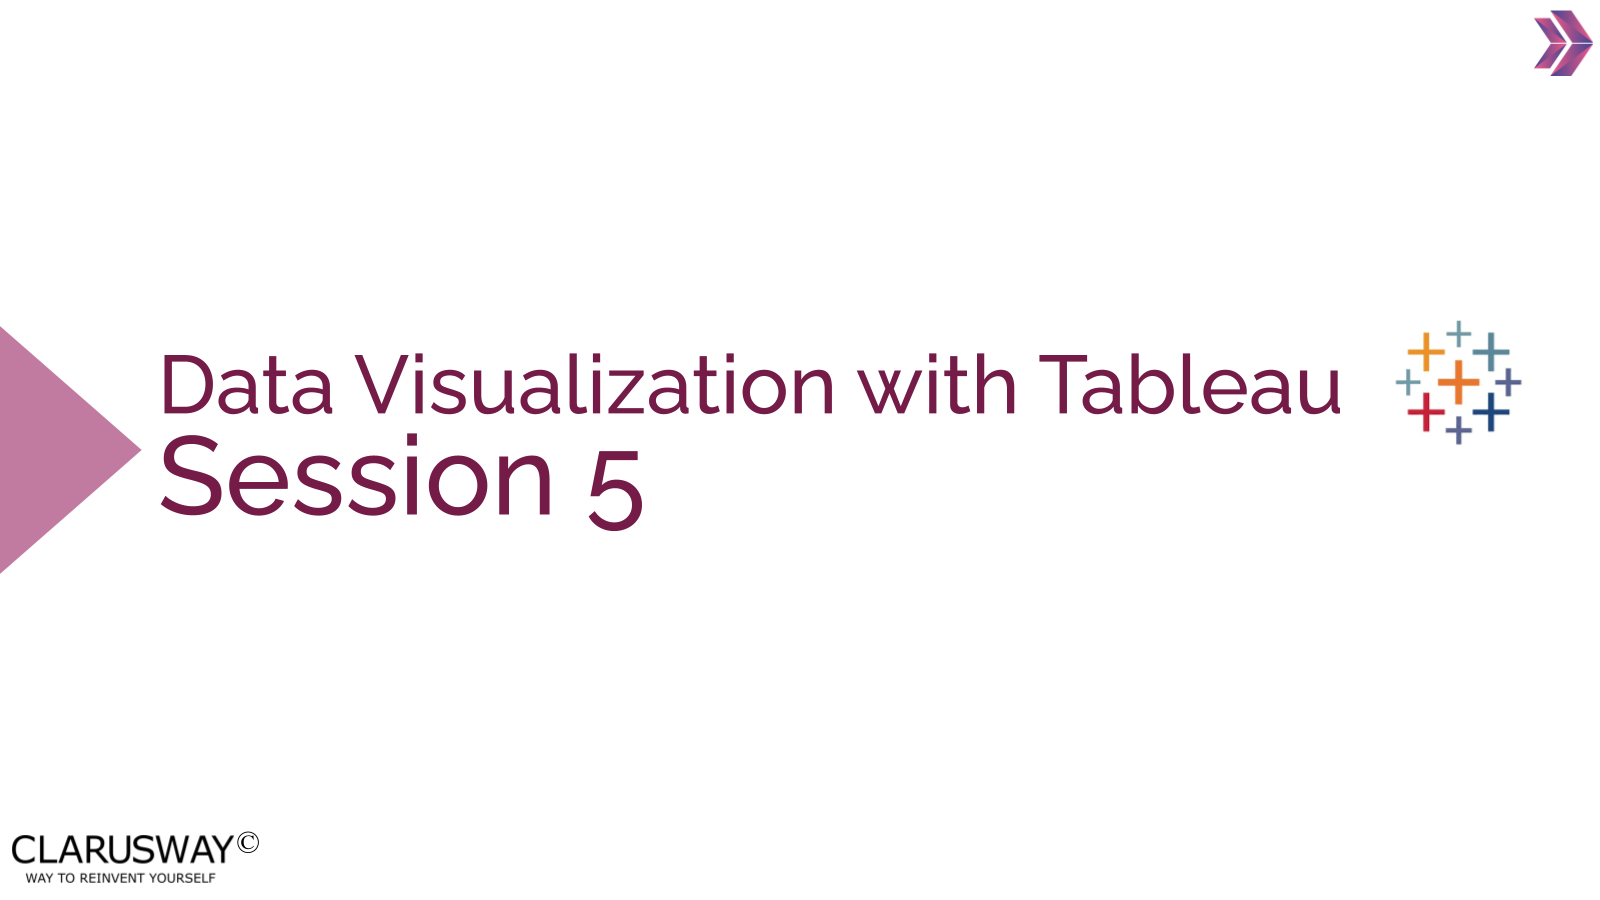 Data Visualization with Tableau
Session 5
CLARUSWAY©
WAY TO REINVENT YOURSELF